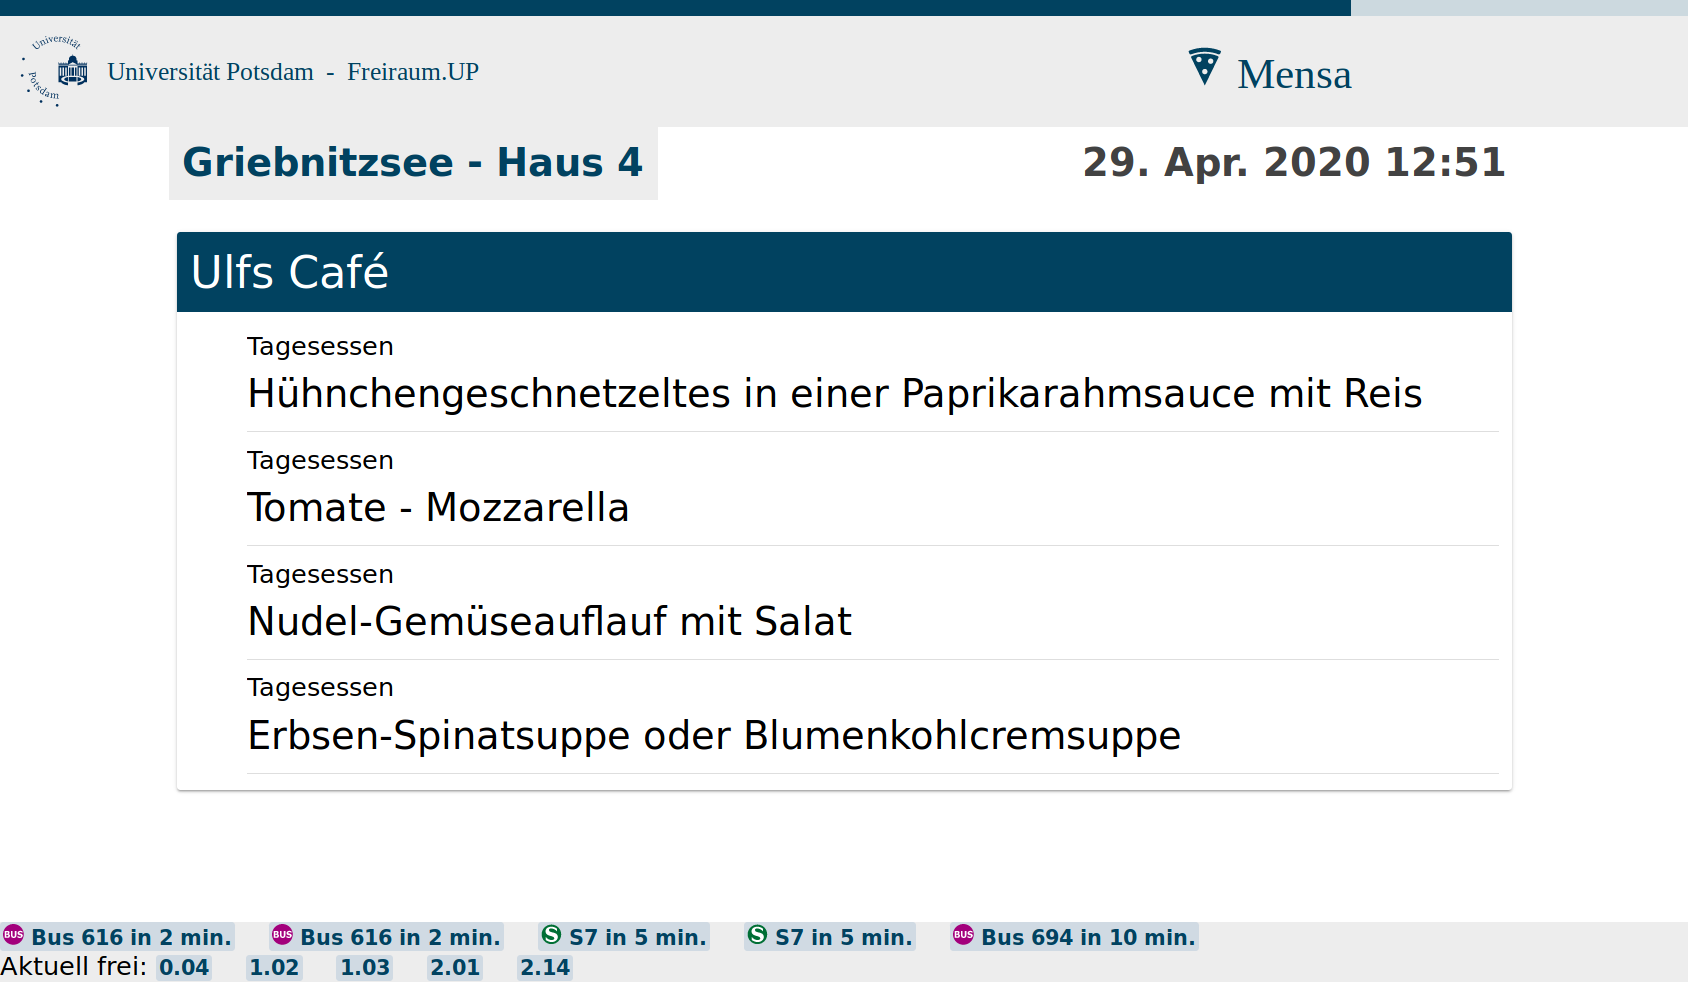 Universität
Potsdam
Universität Potsdam - Freiraum.UP
Mensa
Griebnitzsee - Haus 4
29. Apr. 2020 12:51
Ulfs Café
Tagesessen
Hühnchengeschnetzeltes in einer Paprikarahmsauce mit Reis
Tagesessen
Tomate - Mozzarella
Tagesessen
Nudel-Gemüseauflauf mit Salat
Tagesessen
Erbsen-Spinatsuppe oder Blumenkohlcremsuppe
BUS Bus 616 in 2 min. BUS Bus 616 in 2 min. S S7 in 5 min. S S7 in 5 min. BUS Bus 694 in 10 min.
Aktuell frei: 0.04 1.02 1.03 2.01 2.14